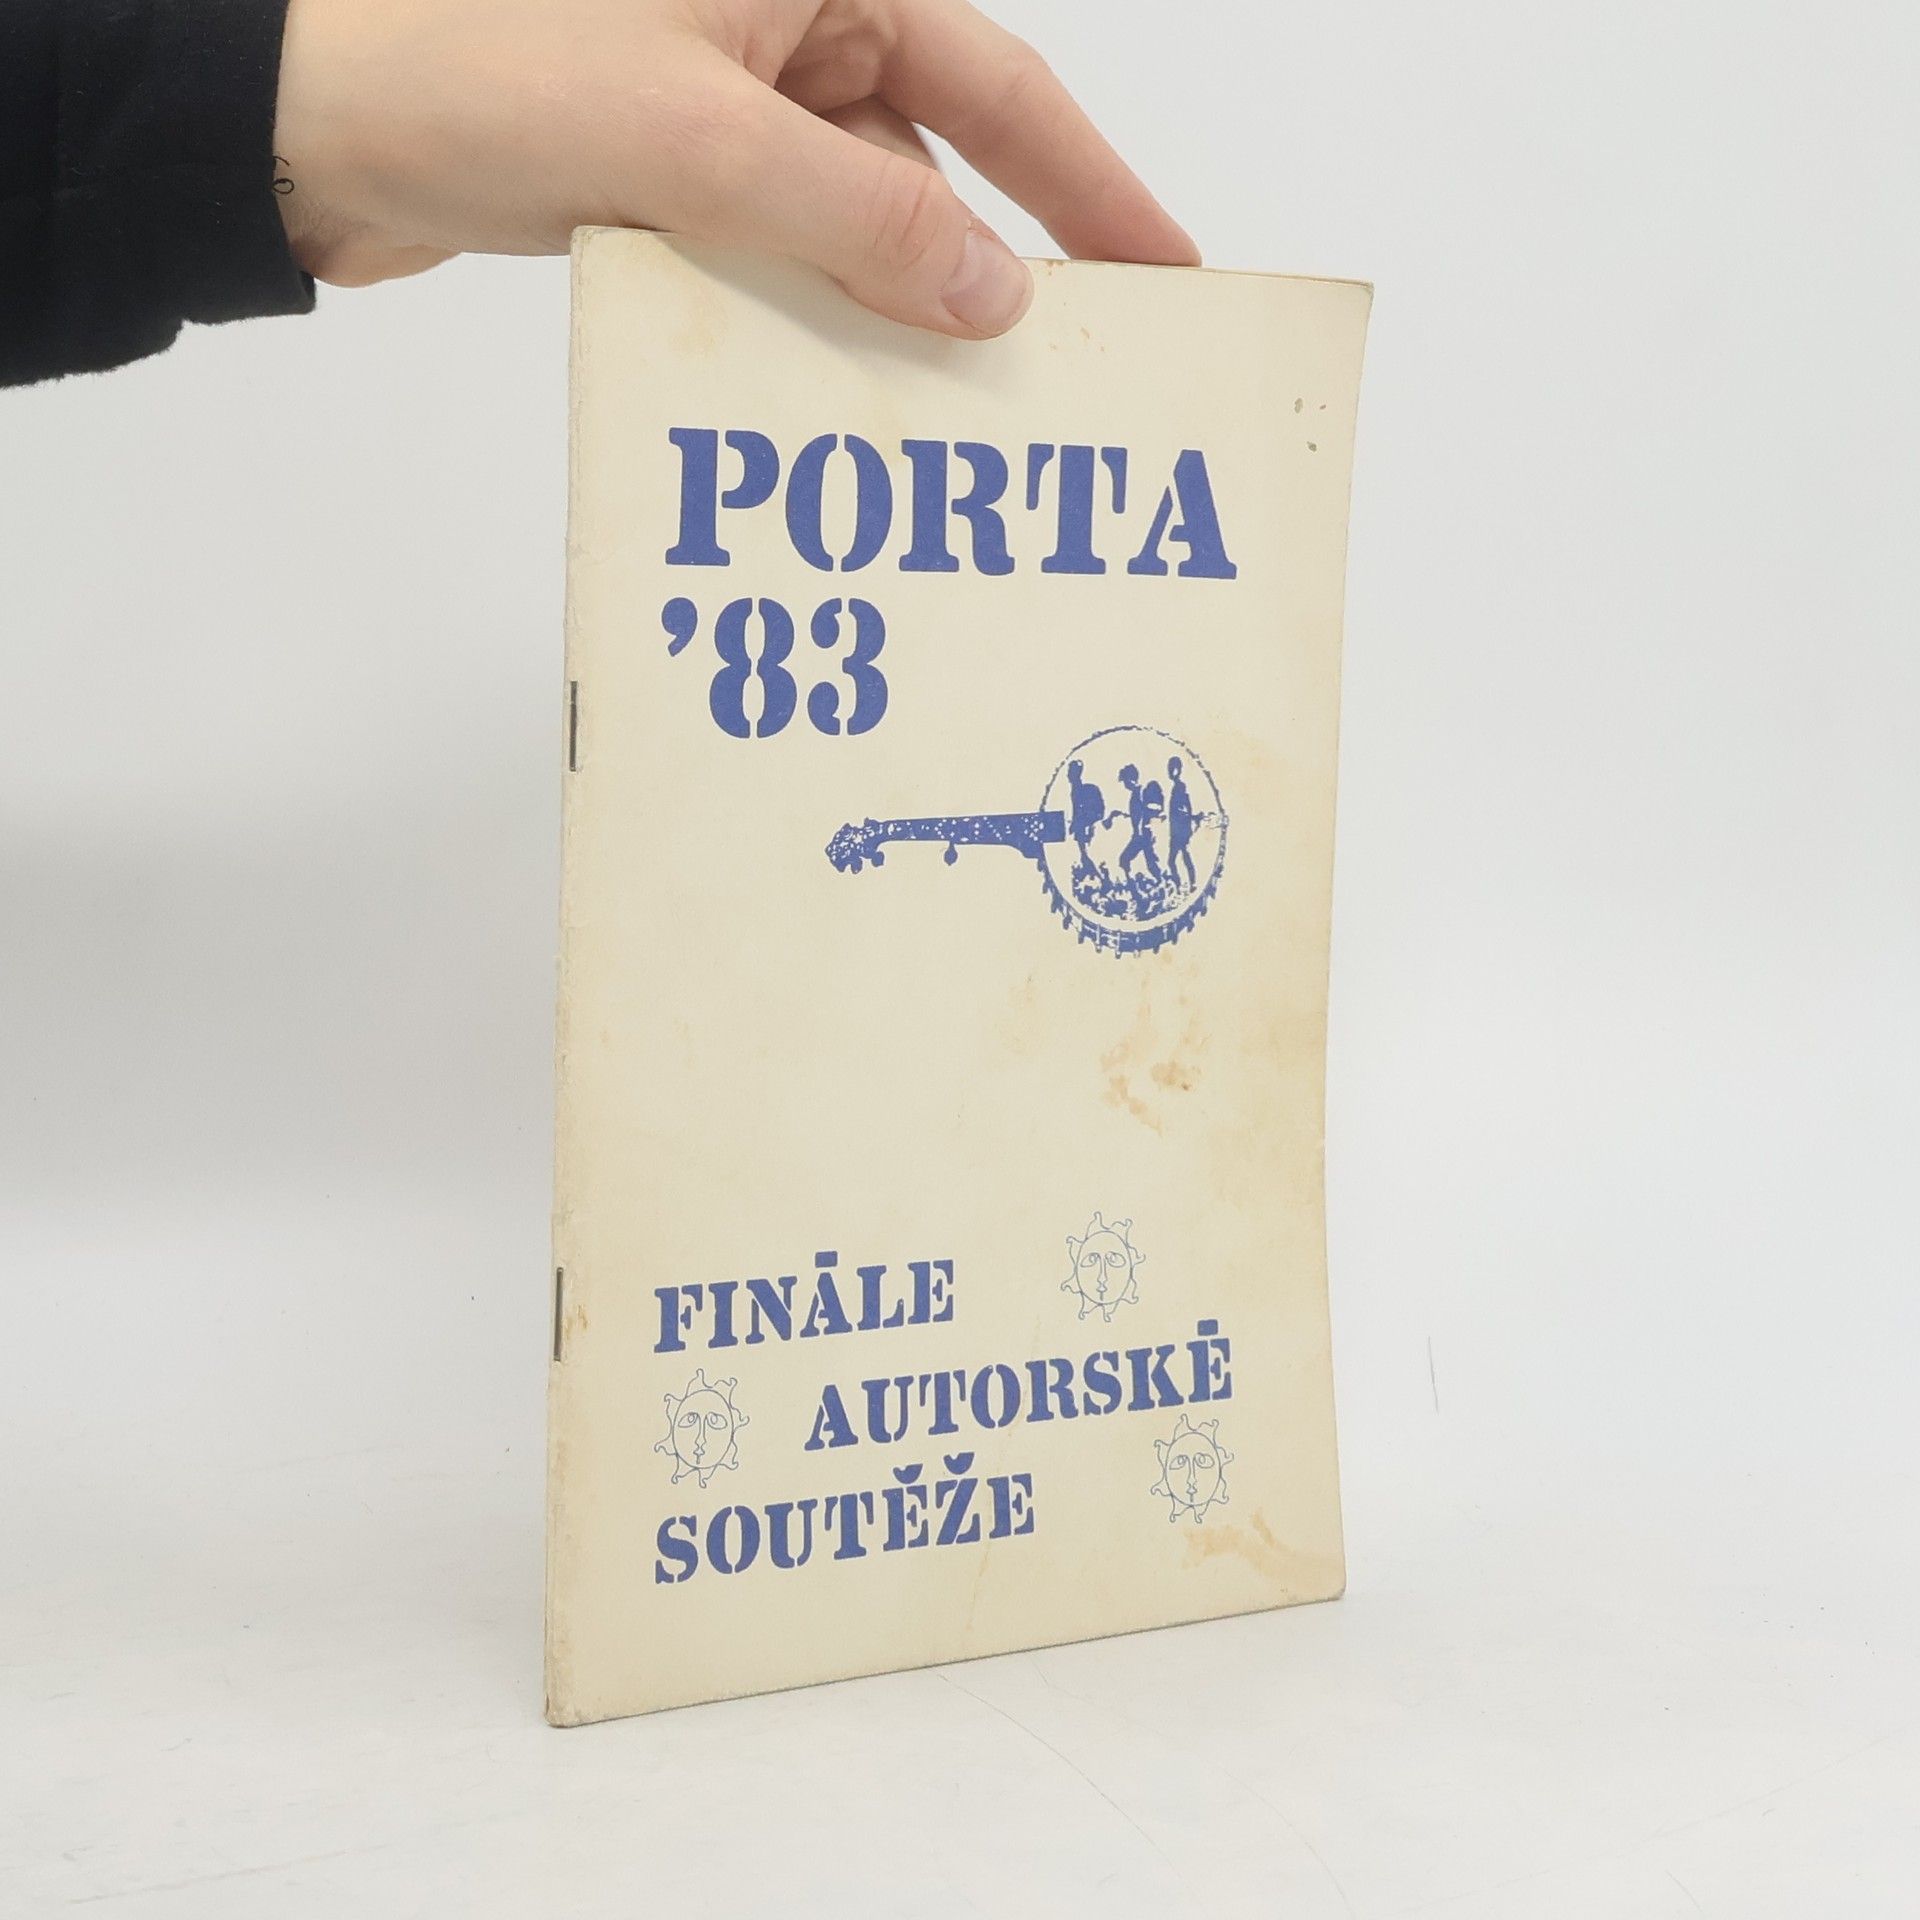 PORTA
'83
FINÁLE
AUTORSKÉ
SOUTĚŽE